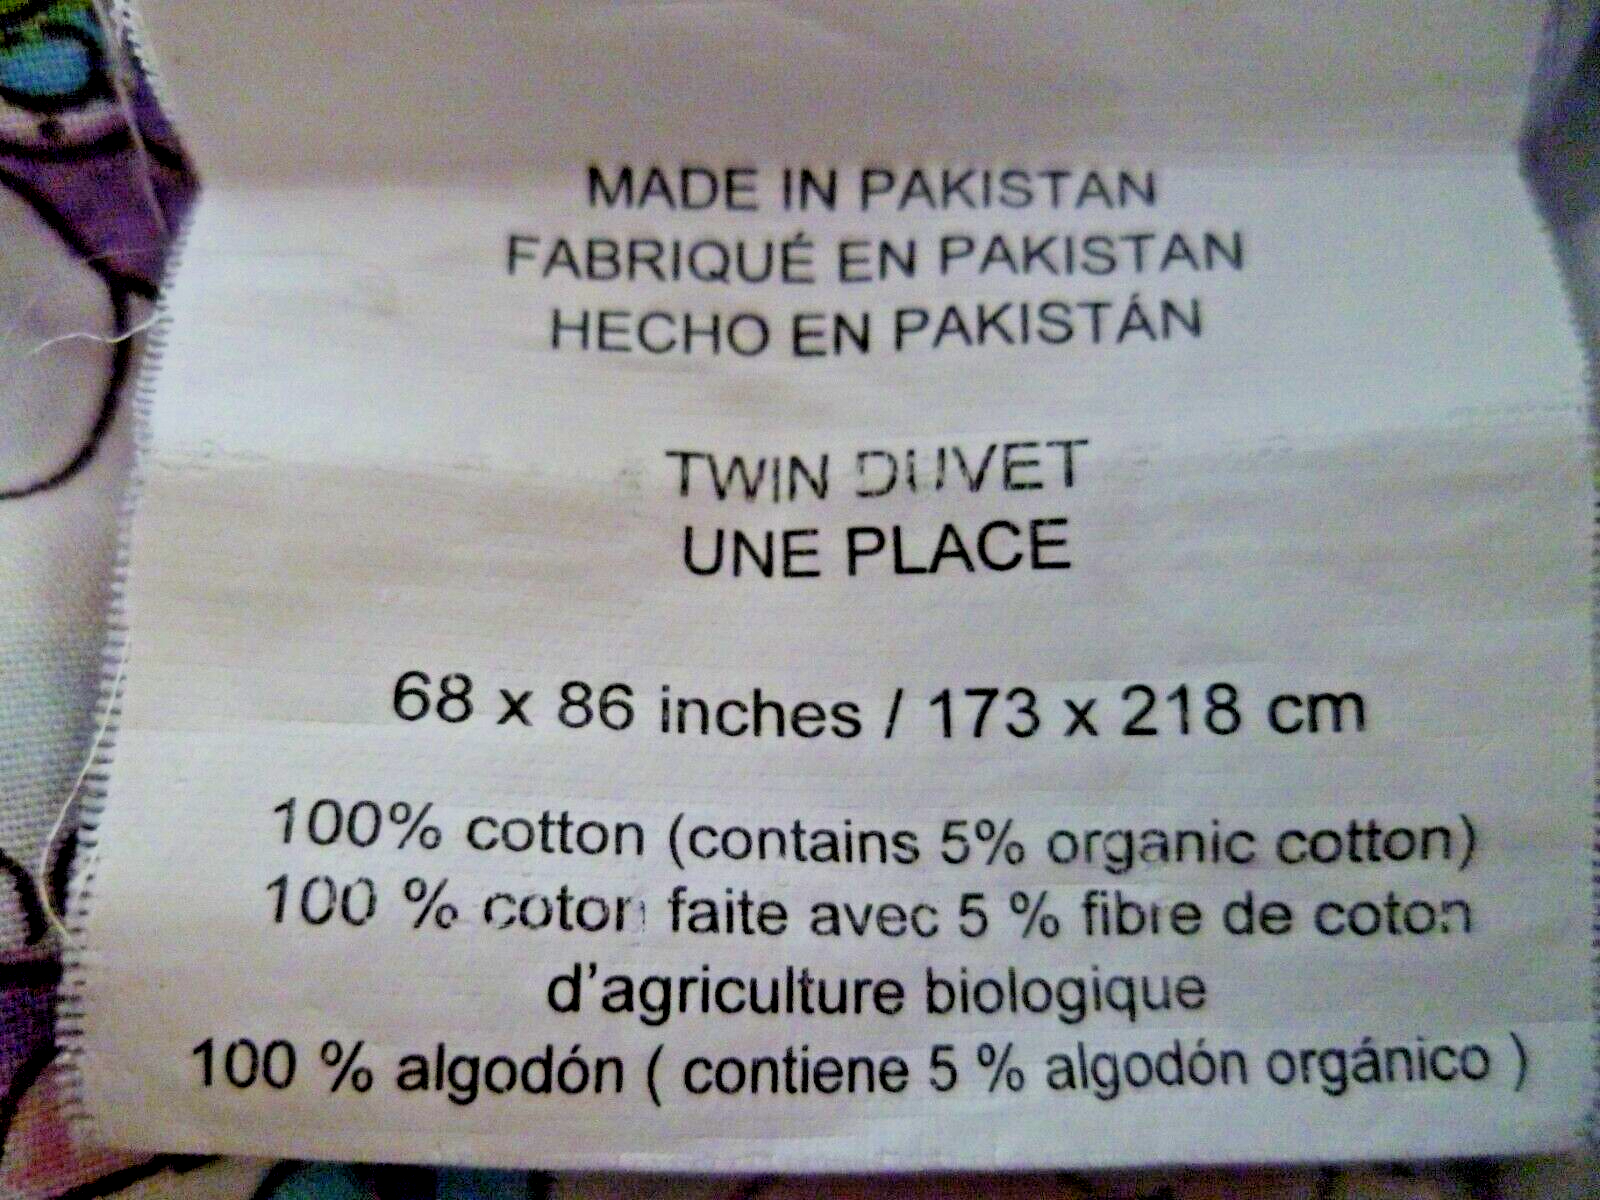 MADE IN PAKISTAN
FABRIQUÉ EN PAKISTAN
HECHO EN PAKISTÁN
TWIN DUVET
UNE PLACE
68 x 86 inches / 173 x 218 cm
100% cotton (contains 5% organic cotton)
100 % coton faite avec 5 % fibre de coton
d'agriculture biologique
100 % algodón ( contiene 5 % algodón orgánico )